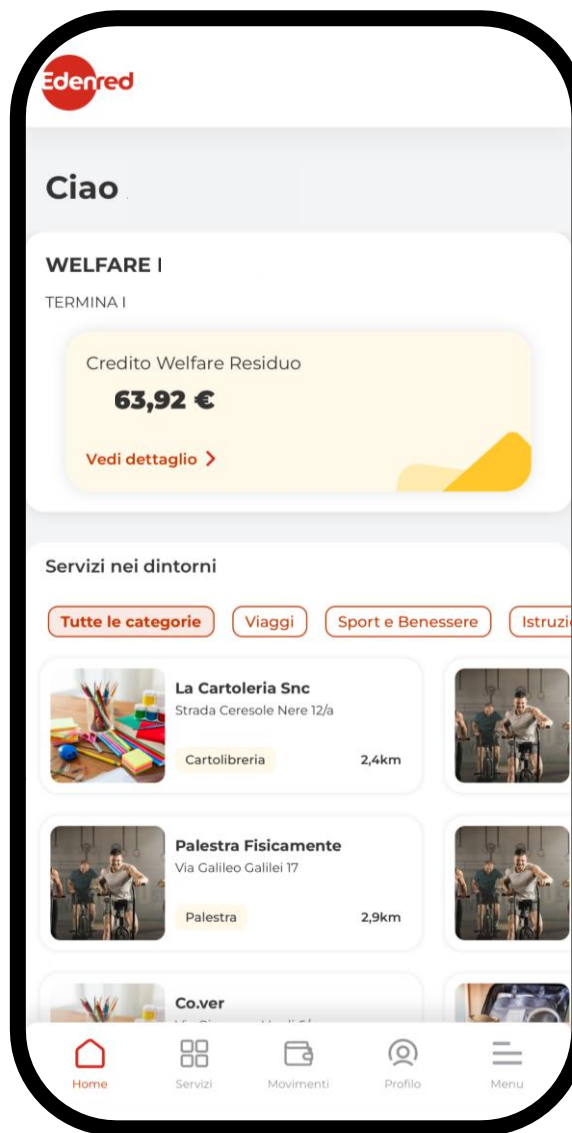 Edenred
Ciao
WELFARE I
TERMINA I
Credito Welfare Residuo
63,92 €
Vedi dettaglio
Servizi nei dintorni
Tutte le categorie
Viaggi
Sport e Benessere
La Cartoleria Snc
Strada Ceresole Nere 12/a
Cartolibreria
2,4km
Palestra Fisicamente
Via Galileo Galilei 17
Palestra
2,9km
Co.ver
Home
Servizi
Movimenti
Profilo
Menu